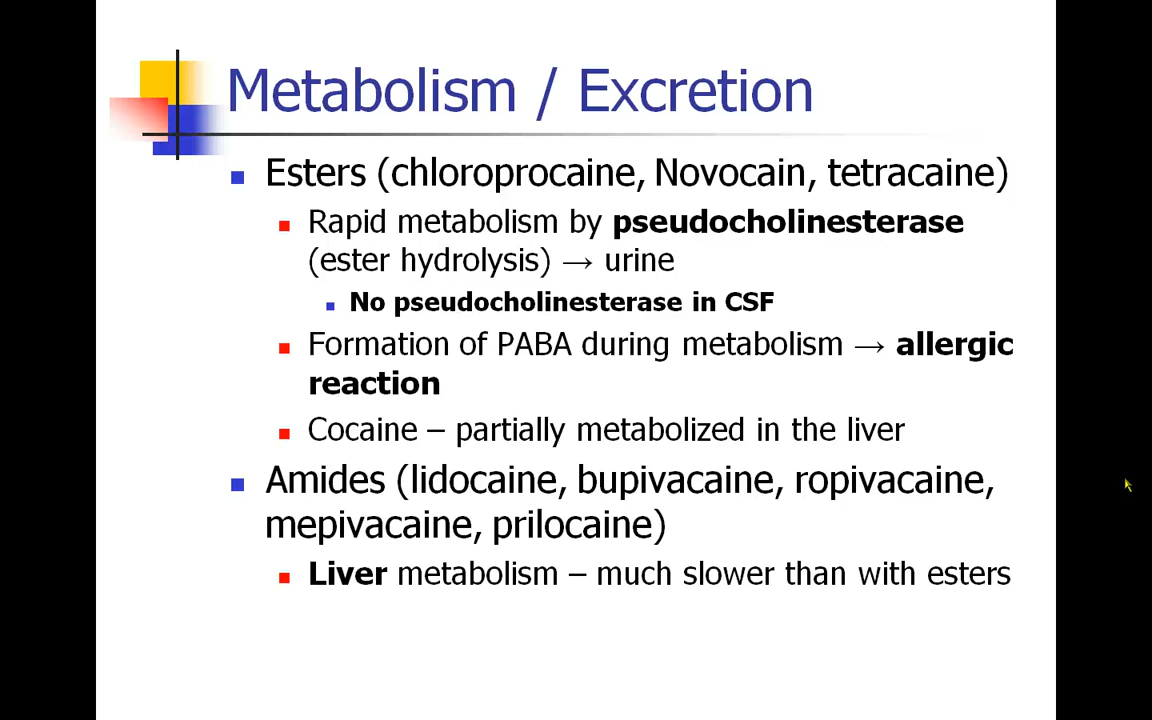 Metabolism / Excretion
Esters (chloroprocaine, Novocain, tetracaine)
Rapid metabolism by pseudocholinesterase
(ester hydrolysis) → urine
No pseudocholinesterase in CSF
Formation of PABA during metabolism → allergic
reaction
Cocaine – partially metabolized in the liver
Amides (lidocaine, bupivacaine, ropivacaine,
mepivacaine, prilocaine)
Liver metabolism – much slower than with esters